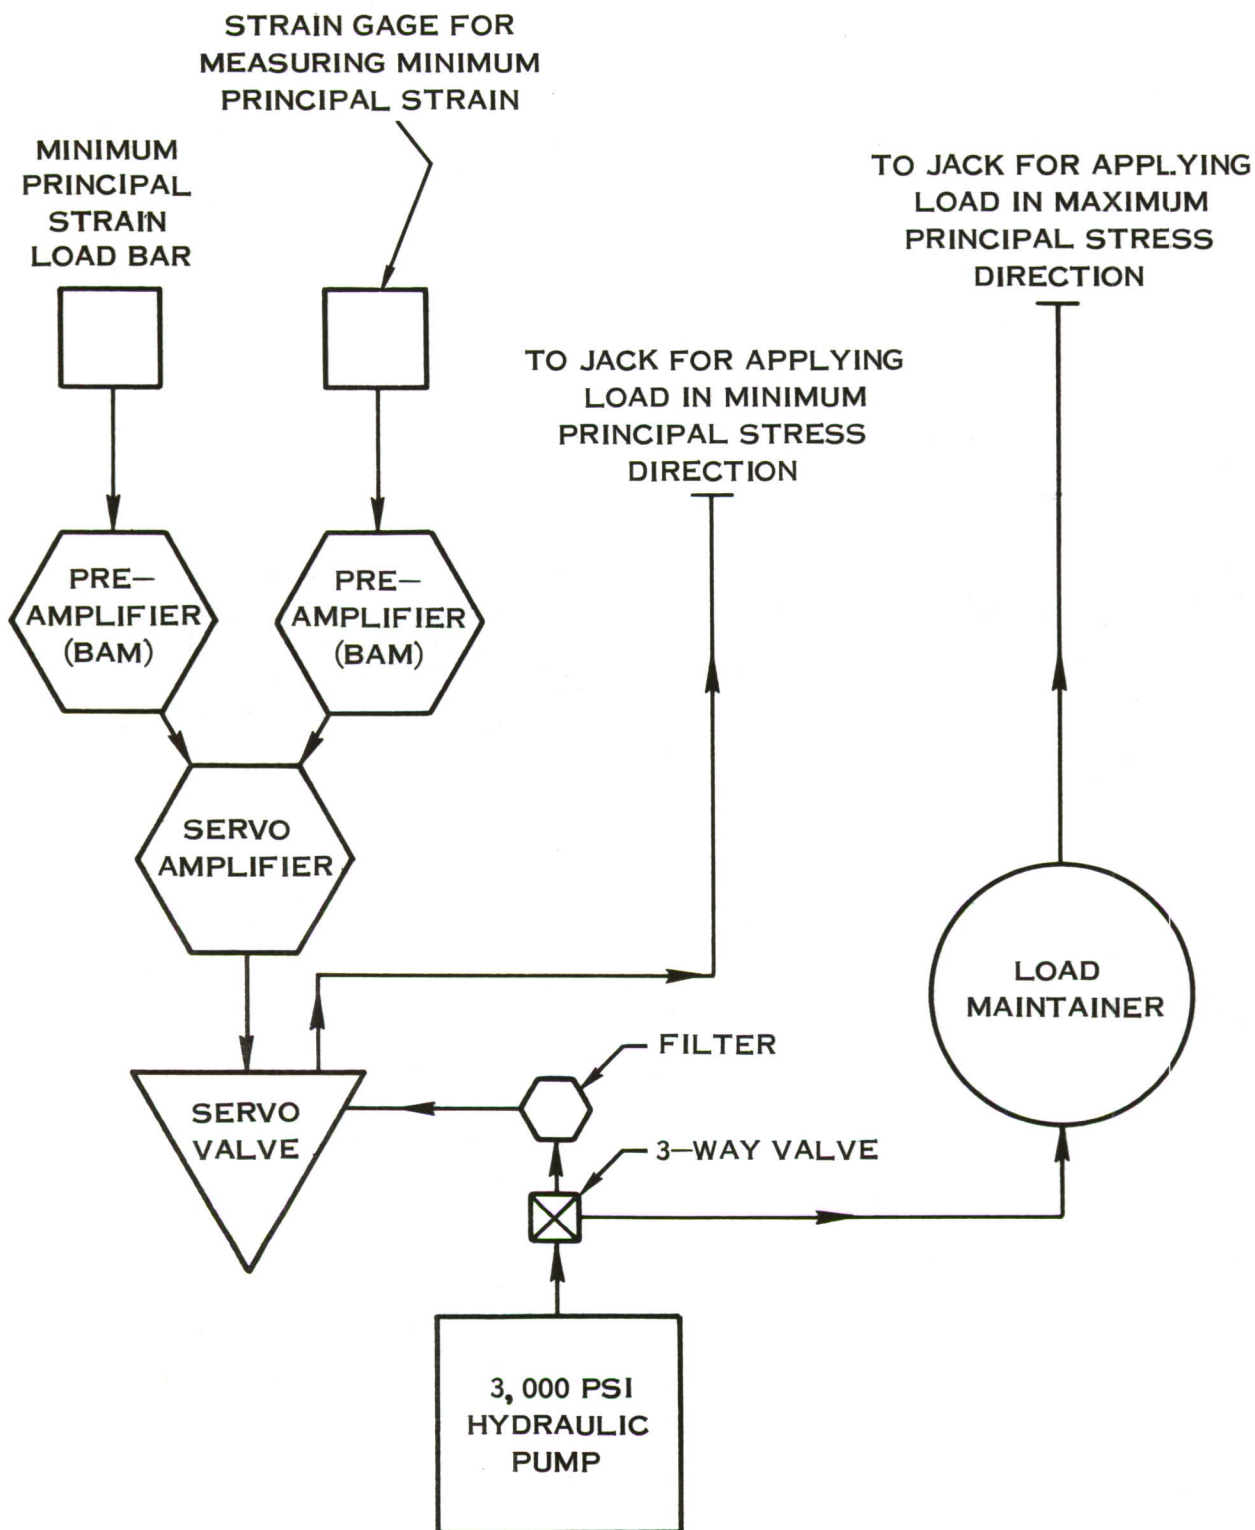 STRAIN GAGE FOR
MEASURING MINIMUM
PRINCIPAL STRAIN
MINIMUM
PRINCIPAL
STRAIN
LOAD BAR
TO JACK FOR APPLYING
LOAD IN MAXIMUM
PRINCIPAL STRESS
DIRECTION
TO JACK FOR APPLYING
LOAD IN MINIMUM
PRINCIPAL STRESS
DIRECTION
PRE-
AMPLIFIER
(BAM)
PRE-
AMPLIFIER
(BAM)
SERVO
AMPLIFIER
LOAD
MAINTAINER
FILTER
SERVO
VALVE
3-WAY VALVE
3,000 PSI
HYDRAULIC
PUMP